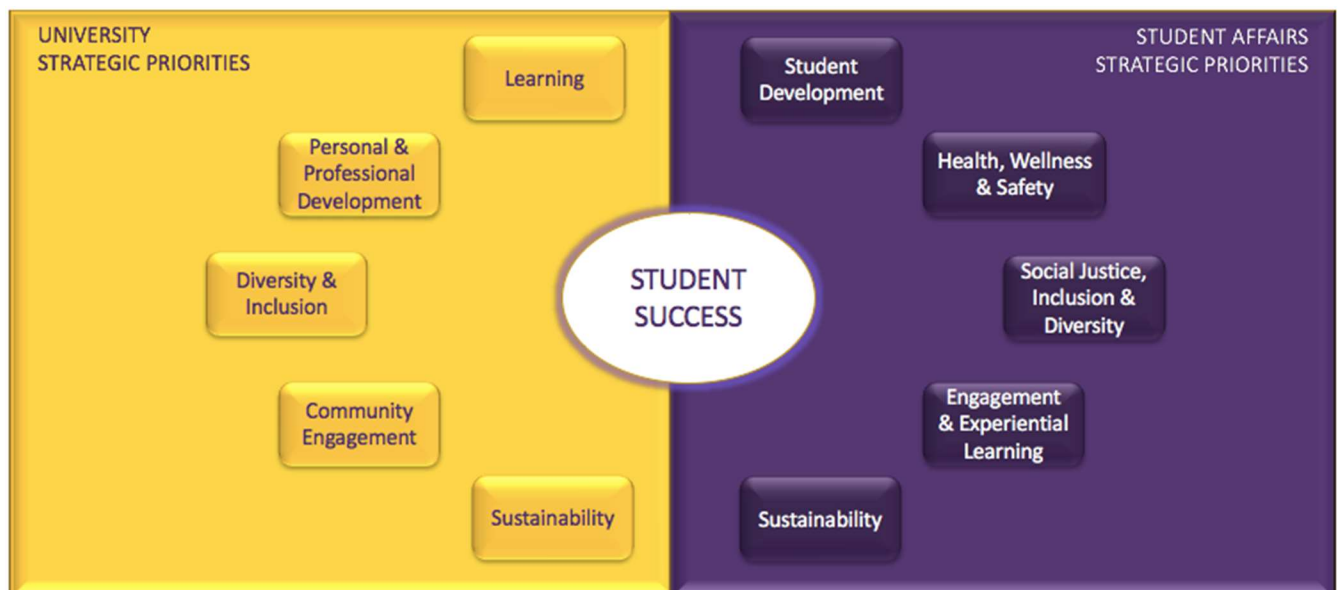 UNIVERSITY
STRATEGIC PRIORITIES
Learning
Personal &
Professional
Development
Diversity &
Inclusion
Community
Engagement
Sustainability
STUDENT
SUCCESS
STUDENT AFFAIRS
STRATEGIC PRIORITIES
Student
Development
Health, Wellness
& Safety
Social Justice,
Inclusion &
Diversity
Engagement
& Experiential
Learning
Sustainability